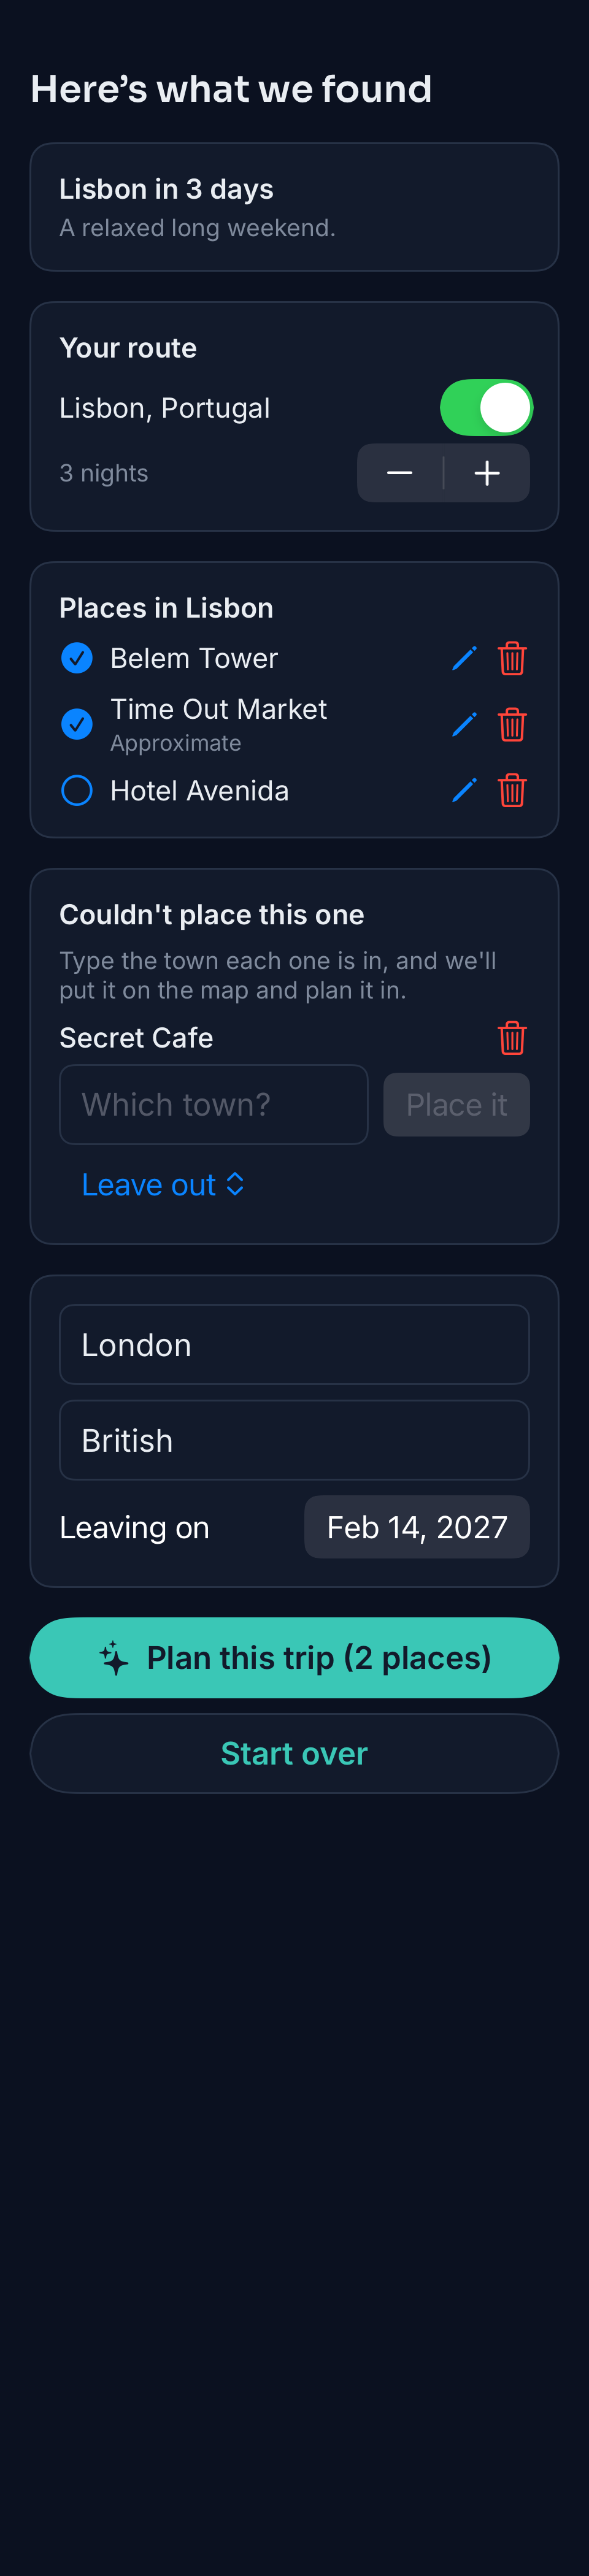 Here’s what we found
Lisbon in 3 days
A relaxed long weekend.
Your route
Lisbon, Portugal
3 nights
Places in Lisbon
Belem Tower
Time Out Market
Approximate
Hotel Avenida
Couldn't place this one
Type the town each one is in, and we'll
put it on the map and plan it in.
Secret Cafe
Which town?
Place it
Leave out
London
British
Leaving on
Feb 14, 2027
Plan this trip (2 places)
Start over